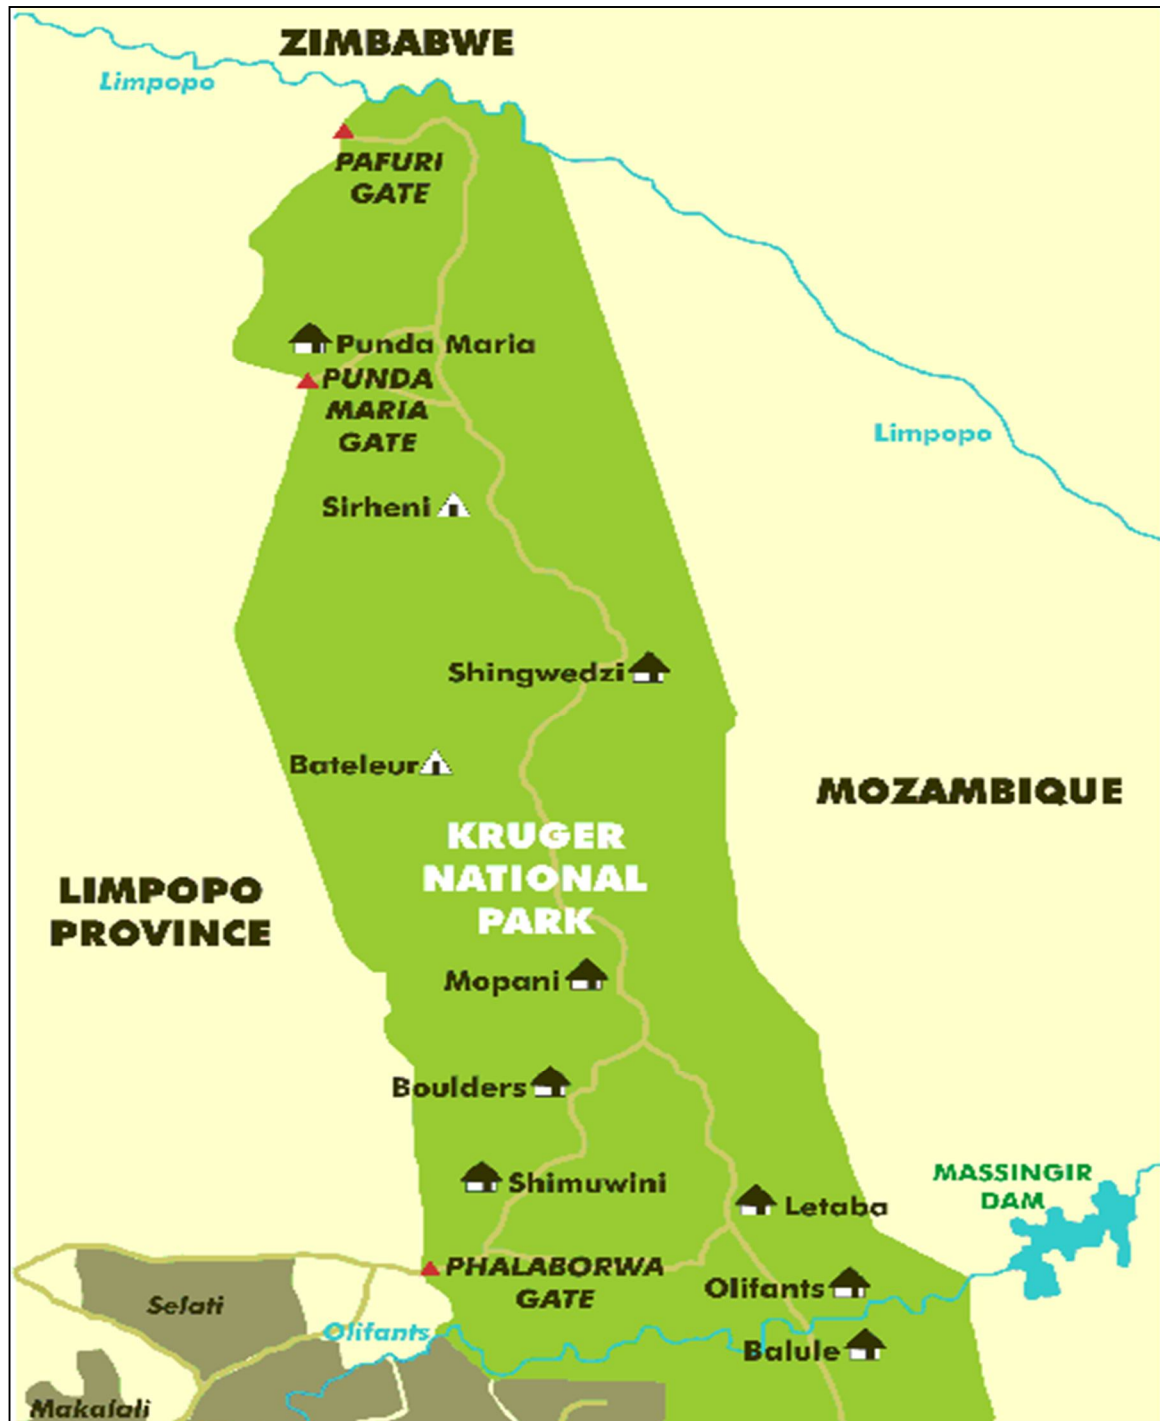 ZIMBABWE
Limpopo
PAFURI
GATE
Punda Maria
PUNDA
MARIA
GATE
Limpopo
Sirheni
Shingwedzi
Bateleur
MOZAMBIQUE
KRUGER
NATIONAL
PARK
LIMPOPO
PROVINCE
Mopani
Boulders
Shimuwini
MASSINGIR
DAM
Letaba
PHALABORWA
GATE
Olifants
Selati
Olifants
Balule
Makalali